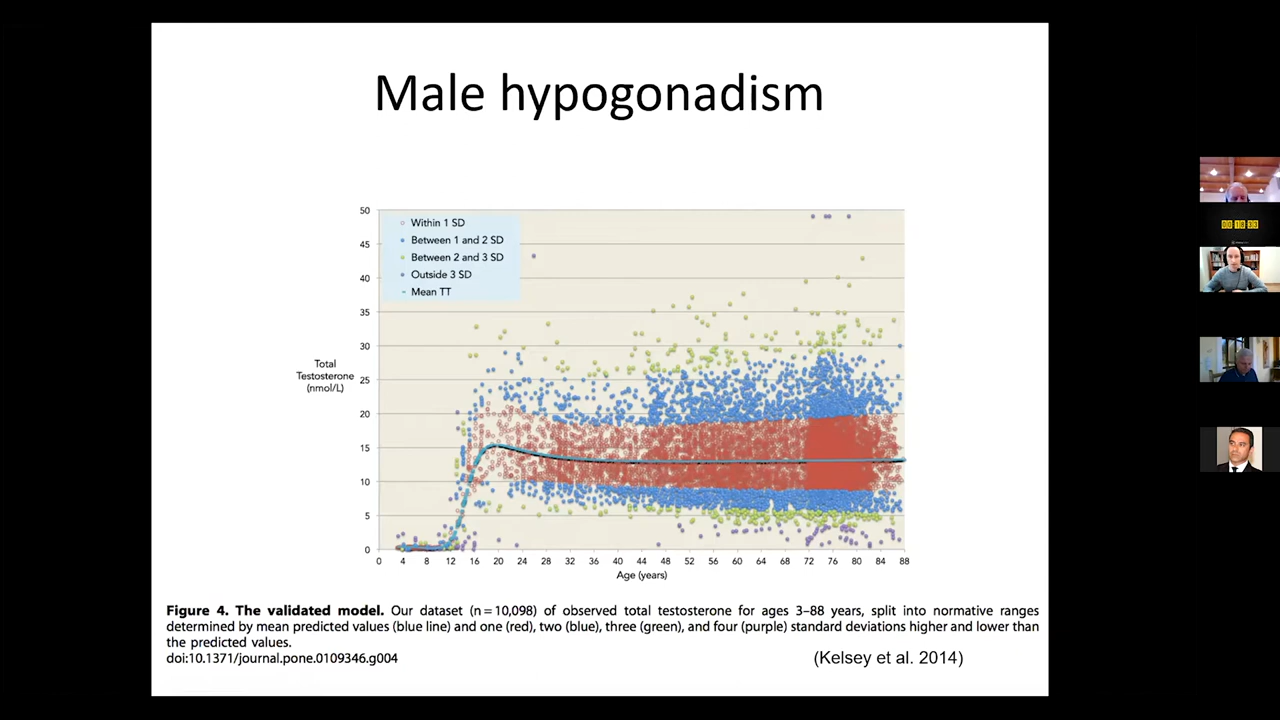 Male hypogonadism
50
45
40
35
30
25
20
15
10
5
0
Within 1 SD
Between 1 and 2 SD
Between 2 and 3 SD
Outside 3 SD
Mean TT
Total
Testosterone
(nmol/L)
0 4 8 12 16 20 24 28 32 36 40 44 48 52 56 60 64 68 72 76 80 84 88
Age (years)
Figure 4. The validated model. Our dataset (n = 10,098) of observed total testosterone for ages 3–88 years, split into normative ranges
determined by mean predicted values (blue line) and one (red), two (blue), three (green), and four (purple) standard deviations higher and lower than
the predicted values.
doi:10.1371/journal.pone.0109346.g004
(Kelsey et al. 2014)